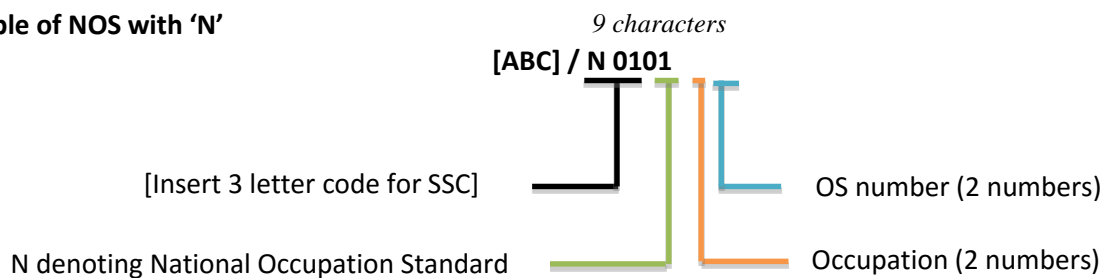 of NOS with ‘N’
9 characters
[ABC] / N 0101
[Insert 3 letter code for SSC]
OS number (2 numbers)
N denoting National Occupation Standard
Occupation (2 numbers)